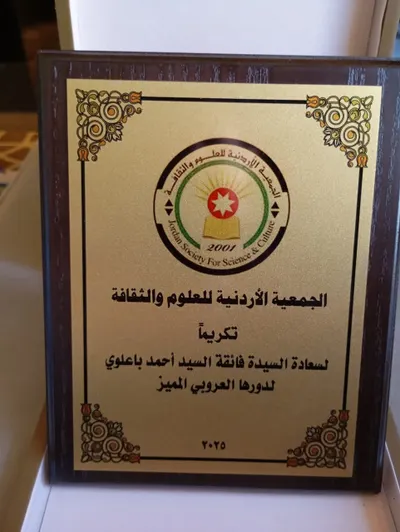 الجمعية الأردنية للعلوم والثقافة
Jordan Society For Science & Culture
2001
الجمعية الأردنية للعلوم والثقافة
تكريماً
لسعادة السيدة فائقة السيد أحمد باعلوي
لدورها العروبي المميز
٢٠٢٥